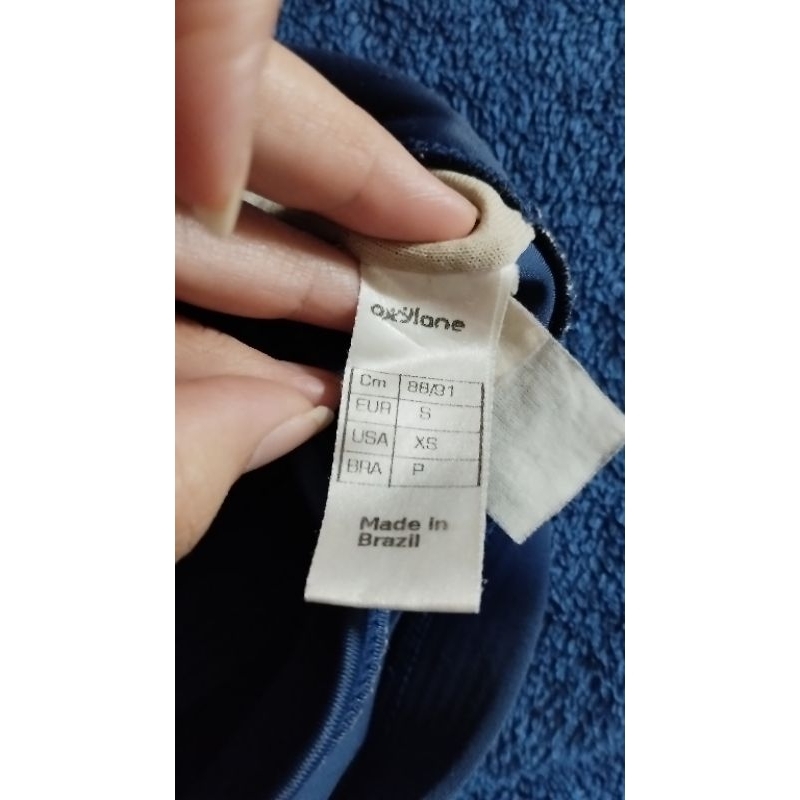 oxylane
Cm 88/91
EUR S
USA XS
BRA P
Made in
Brazil